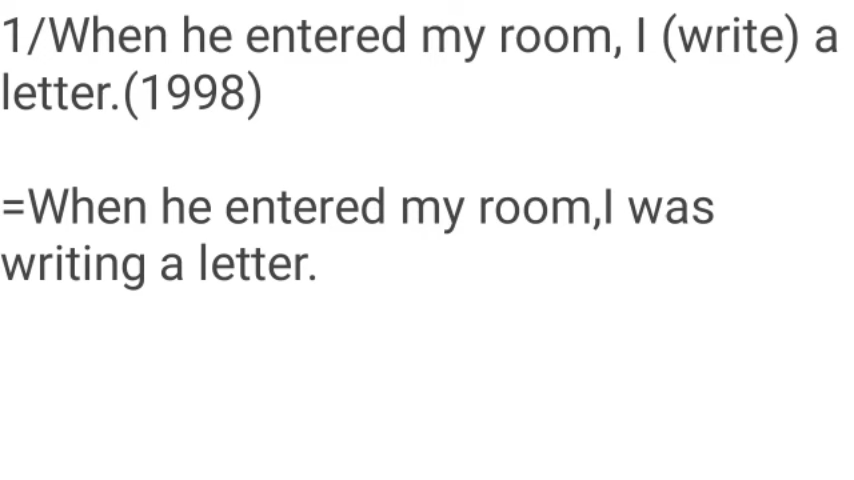 1/When he entered my room, I (write) a
letter.(1998)
=When he entered my room,I was
writing a letter.